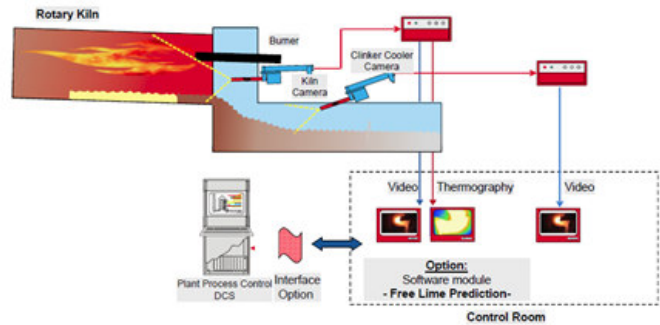 Rotary Kiln
Burner
Clinker Cooler
Camera
Kiln
Camera
Video
Thermography
Video
Plant Process Control
DCS
Interface
Option
Option:
Software module
- Free Lime Prediction-
Control Room